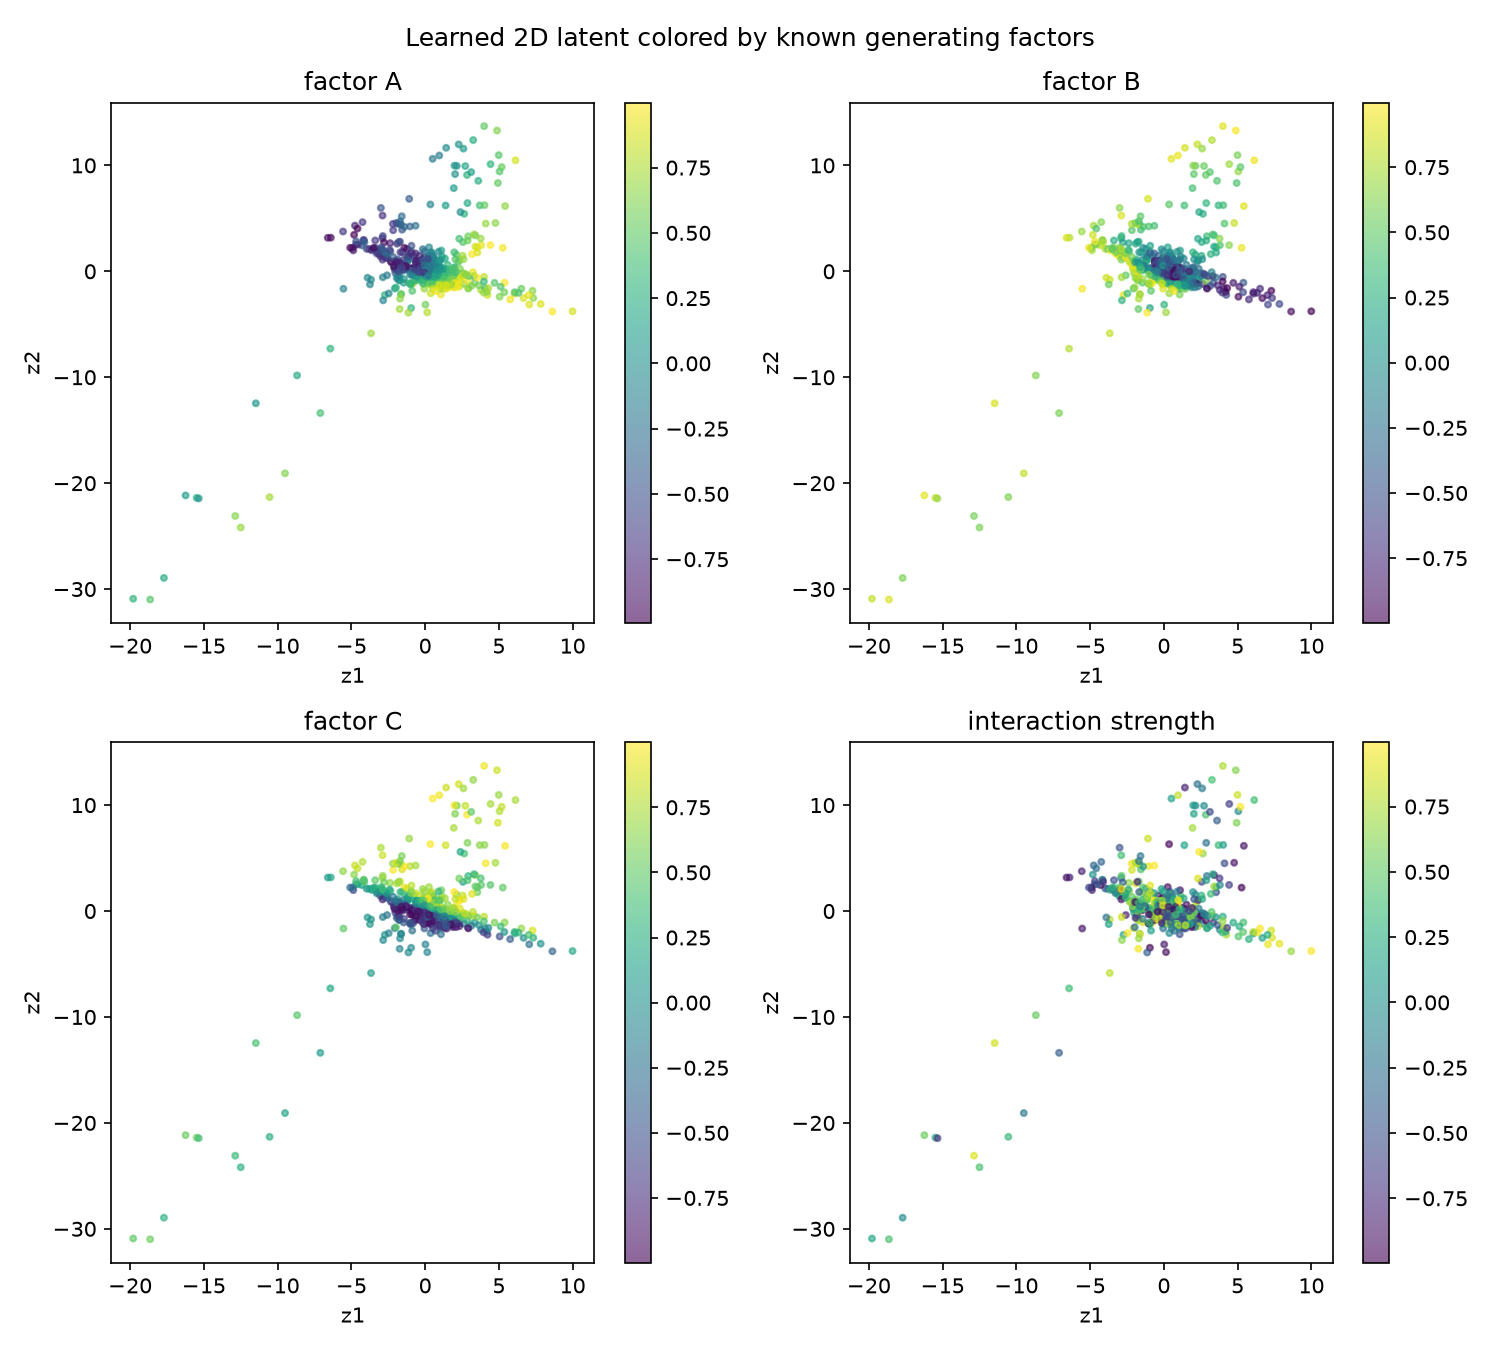 Learned 2D latent colored by known generating factors
factor A
10
0
−10
−20
−30
z2
−20 −15 −10 −5 0 5 10
z1
0.75
0.50
0.25
0.00
−0.25
−0.50
−0.75
factor B
10
0
−10
−20
−30
z2
−20 −15 −10 −5 0 5 10
z1
0.75
0.50
0.25
0.00
−0.25
−0.50
−0.75
factor C
10
0
−10
−20
−30
z2
−20 −15 −10 −5 0 5 10
z1
0.75
0.50
0.25
0.00
−0.25
−0.50
−0.75
interaction strength
10
0
−10
−20
−30
z2
−20 −15 −10 −5 0 5 10
z1
0.75
0.50
0.25
0.00
−0.25
−0.50
−0.75